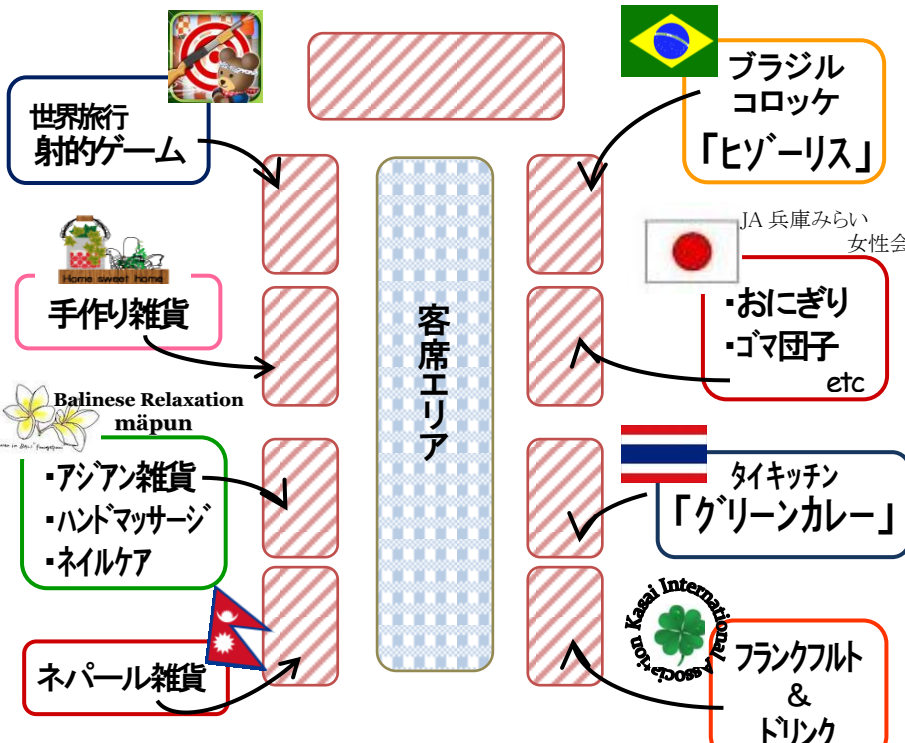 世界旅行
射的ゲーム
ブラジル
コロッケ
「ヒゾーリス」
Home sweet home
手作り雑貨
JA 兵庫みらい
女性会
・おにぎり
・ゴマ団子
etc
客席エリア
Balinese Relaxation
mäpun
・アジアン雑貨
・ハンドマッサージ
・ネイルケア
タイキッチン
「グリーンカレー」
ネパール雑貨
Kasai International Association
フランクフルト
&
ドリンク